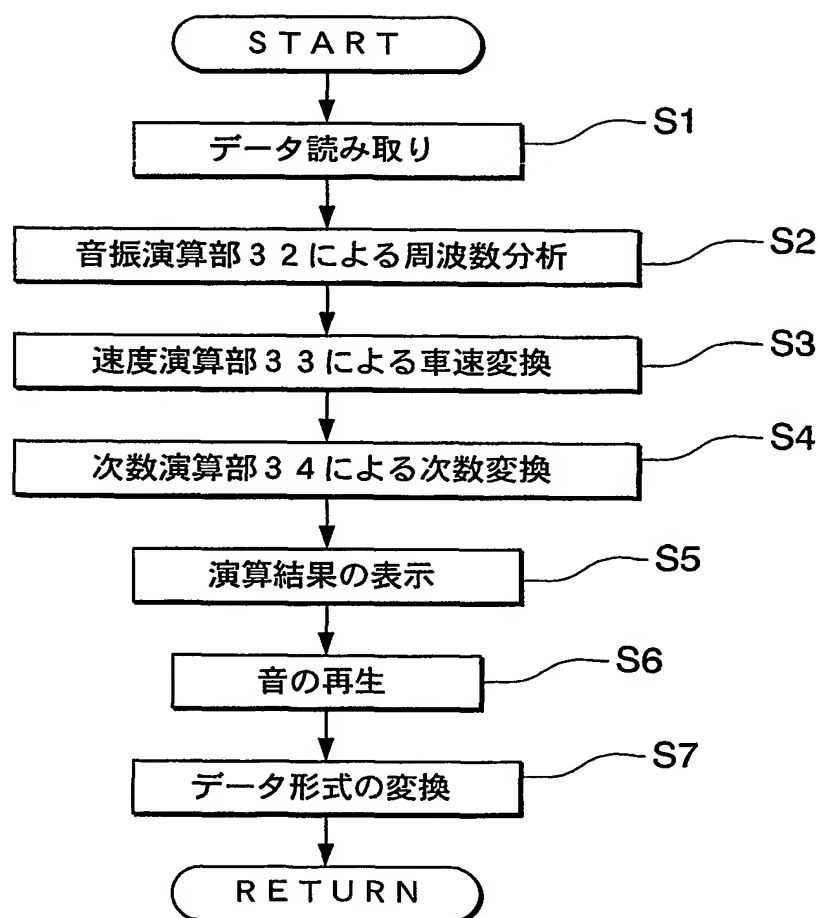 ＳＴＡＲＴ
データ読み取り
S1
音振演算部３２による周波数分析
S2
速度演算部３３による車速変換
S3
次数演算部３４による次数変換
S4
演算結果の表示
S5
音の再生
S6
データ形式の変換
S7
ＲＥＴＵＲＮ